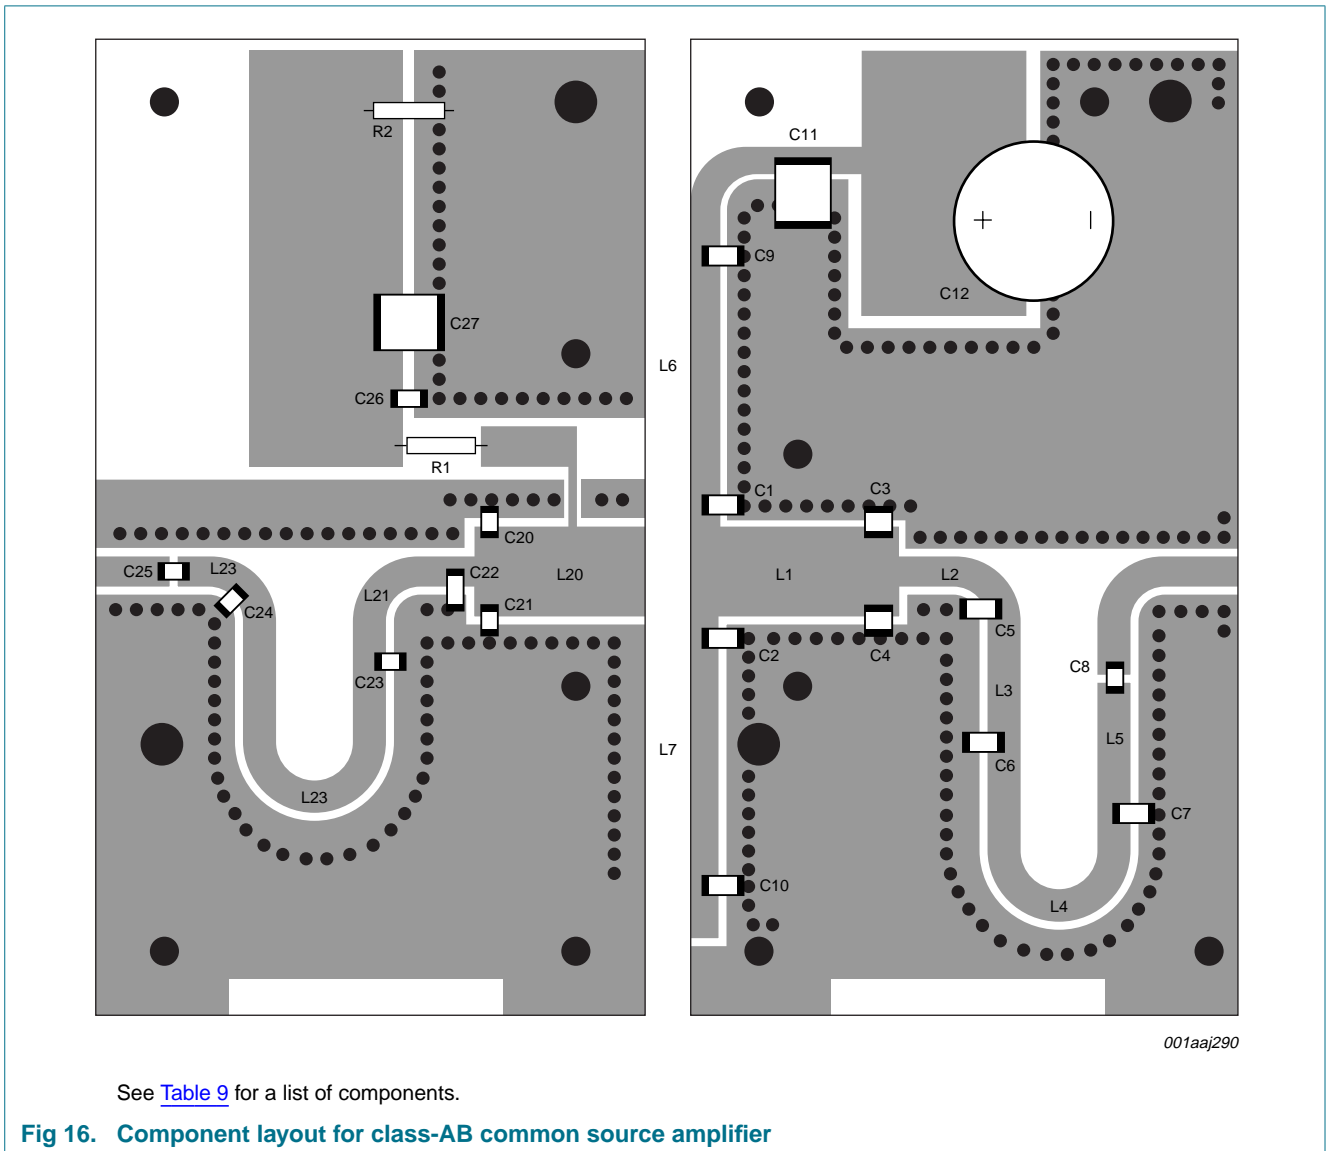 R2
C27
C26
R1
C20
C25
L23
C24
L21
C22
L20
C21
C23
L23
L6
L7
C11
C9
+
−
C12
C1
C3
L1
L2
C5
C2
C4
L3
C8
C6
L5
C7
C10
L4
001aaj290
See Table 9 for a list of components.
Fig 16. Component layout for class-AB common source amplifier